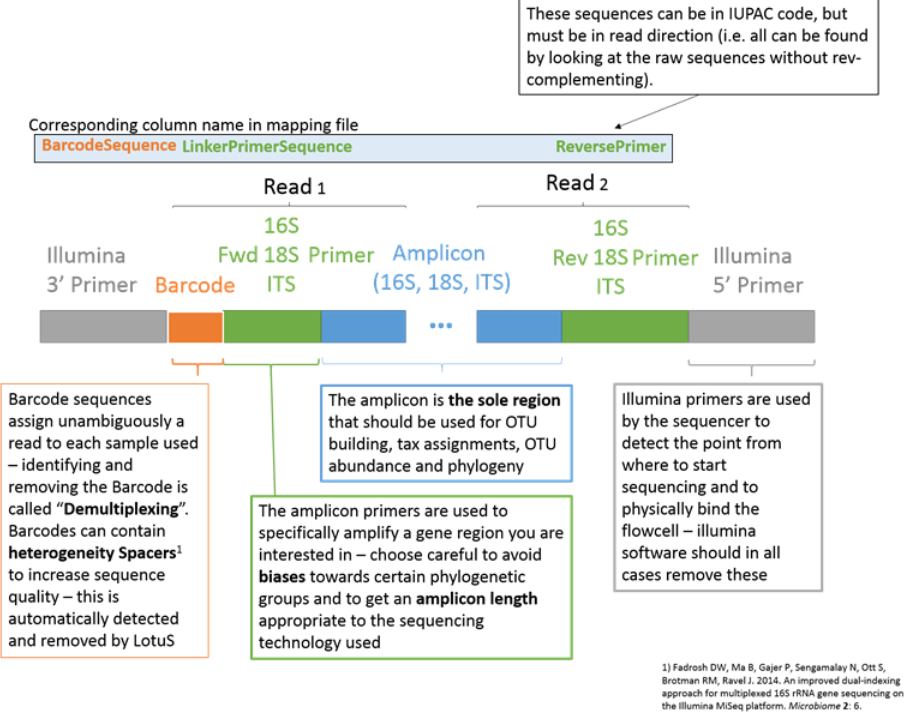 These sequences can be in IUPAC code, but
must be in read direction (i.e. all can be found
by looking at the raw sequences without rev-
complementing).
Corresponding column name in mapping file
BarcodeSequence LinkerPrimerSequence ReversePrimer
Read 1 Read 2
16S
Fwd 18S Primer
ITS
Amplicon
(16S, 18S, ITS)
16S
Rev 18S Primer
ITS
Illumina
3’ Primer
Barcode
Illumina
5’ Primer
...
Barcode sequences
assign unambiguously a
read to each sample used
– identifying and
removing the Barcode is
called “Demultiplexing”.
Barcodes can contain
heterogeneity Spacers1
to increase sequence
quality – this is
automatically detected
and removed by LotuS
The amplicon is the sole region
that should be used for OTU
building, tax assignments, OTU
abundance and phylogeny
The amplicon primers are used to
specifically amplify a gene region you are
interested in – choose careful to avoid
biases towards certain phylogenetic
groups and to get an amplicon length
appropriate to the sequencing
technology used
Illumina primers are used
by the sequencer to
detect the point from
where to start
sequencing and to
physically bind the
flowcell – illumina
software should in all
cases remove these
1) Fadrosh DW, Ma B, Gajer P, Sengamalay N, Ott S,
Brotman RM, Ravel J. 2014. An improved dual-indexing
approach for multiplexed 16S rRNA gene sequencing on
the Illumina MiSeq platform. Microbiome 2: 6.